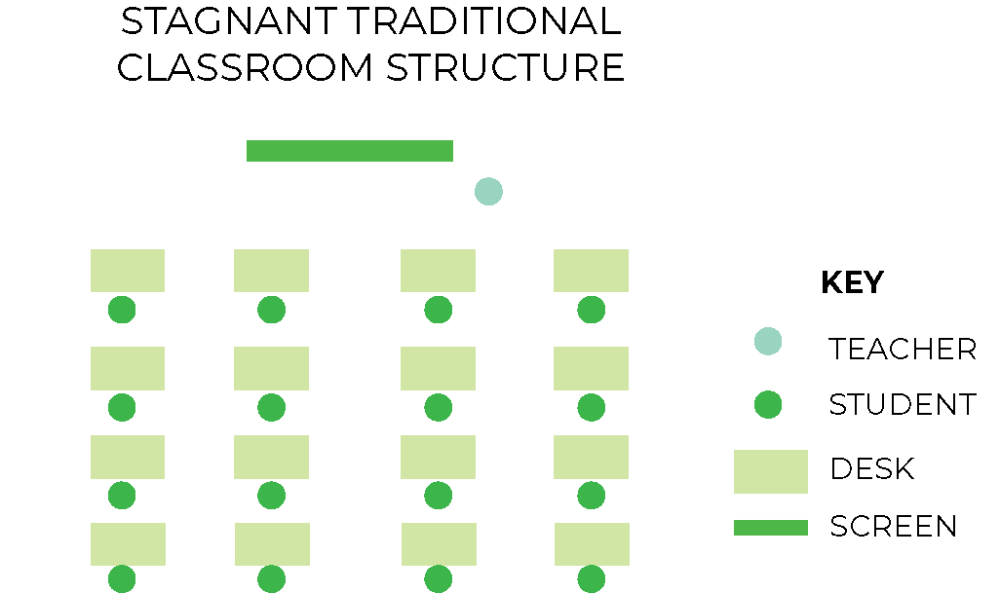 STAGNANT TRADITIONAL
CLASSROOM STRUCTURE
KEY
TEACHER
STUDENT
DESK
SCREEN